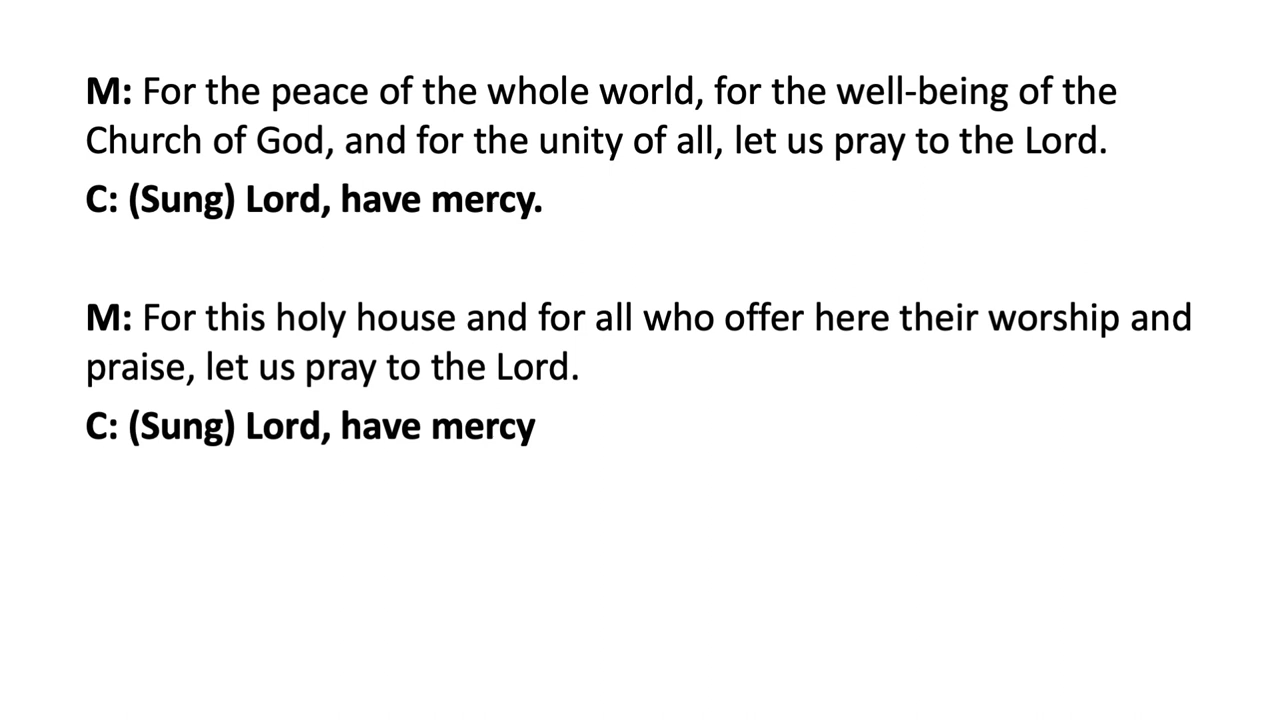 M: For the peace of the whole world, for the well-being of the
Church of God, and for the unity of all, let us pray to the Lord.
C: (Sung) Lord, have mercy.
M: For this holy house and for all who offer here their worship and
praise, let us pray to the Lord.
C: (Sung) Lord, have mercy